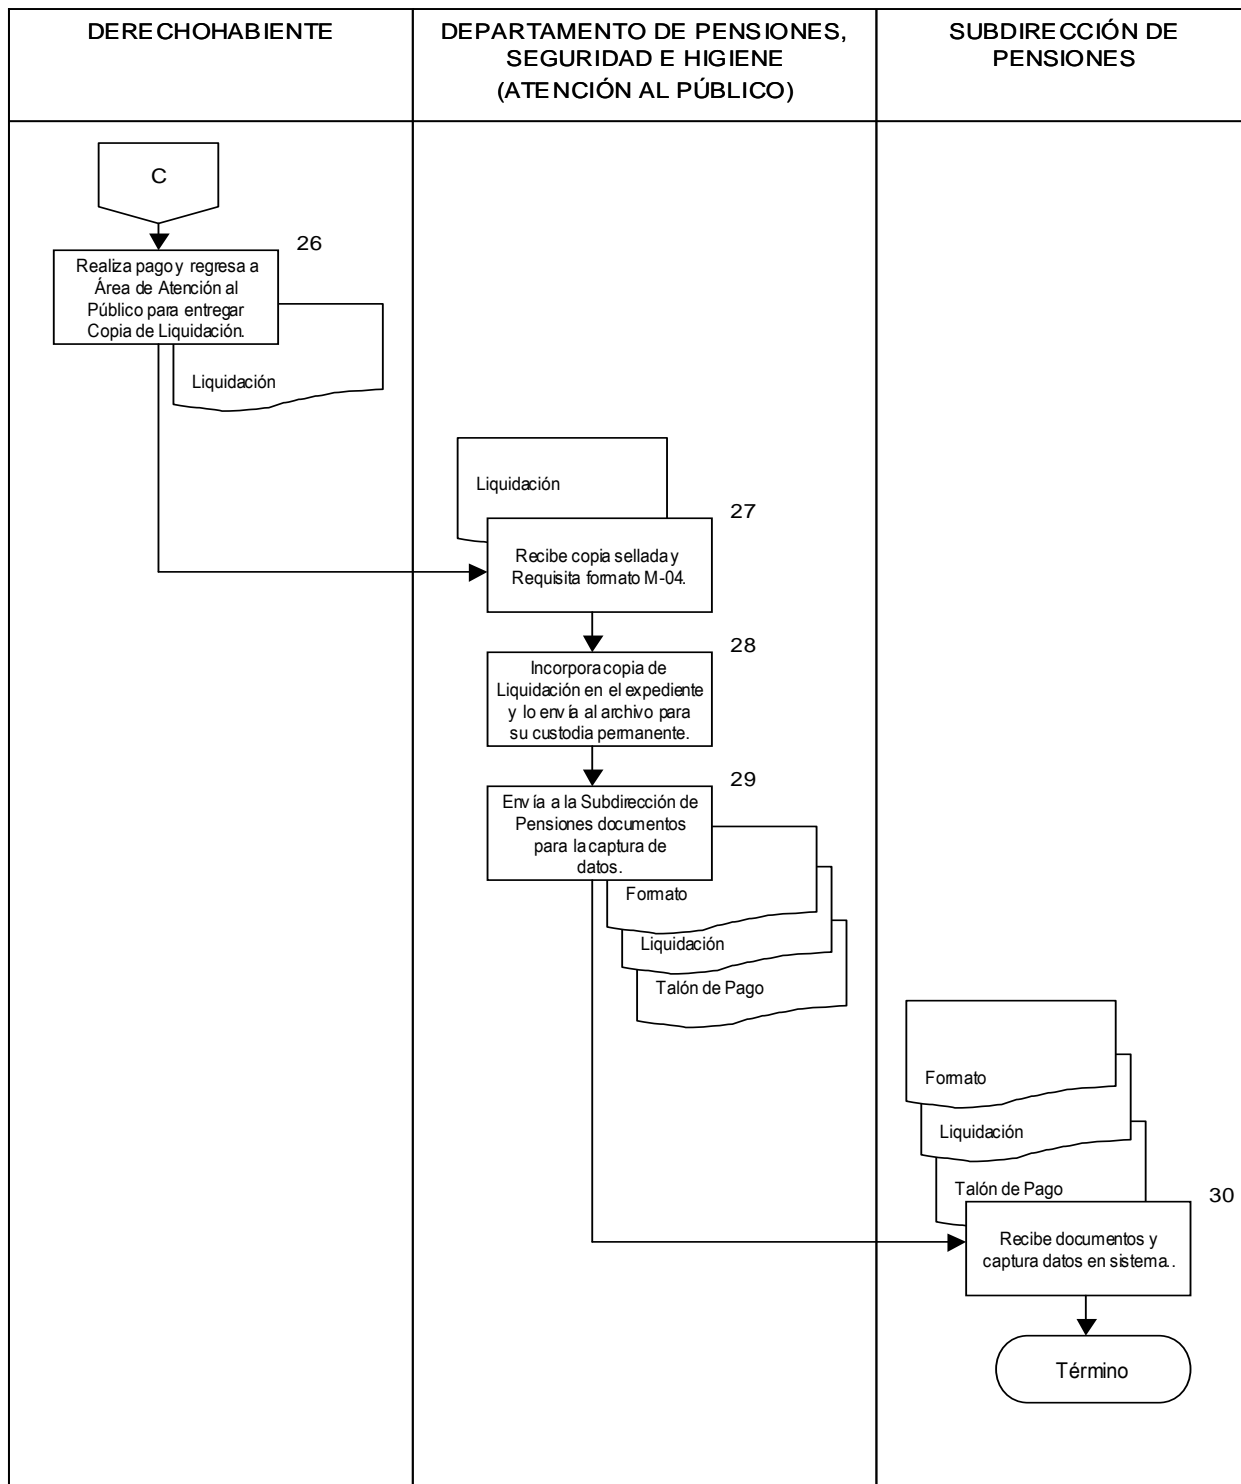 DERECHOHABIENTE
DEPARTAMENTO DE PENSIONES,
SEGURIDAD E HIGIENE
(ATENCIÓN AL PÚBLICO)
SUBDIRECCIÓN DE
PENSIONES
C
26
Realiza pago y regresa a
Área de Atención al
Público para entregar
Copia de Liquidación.
Liquidación
Liquidación
27
Recibe copia sellada y
Requisita formato M-04.
28
Incorpora copia de
Liquidación en el expediente
y lo envía al archivo para
su custodia permanente.
29
Envía a la Subdirección de
Pensiones documentos
para la captura de
datos.
Formato
Liquidación
Talón de Pago
Formato
Liquidación
Talón de Pago
30
Recibe documentos y
captura datos en sistema..
Término